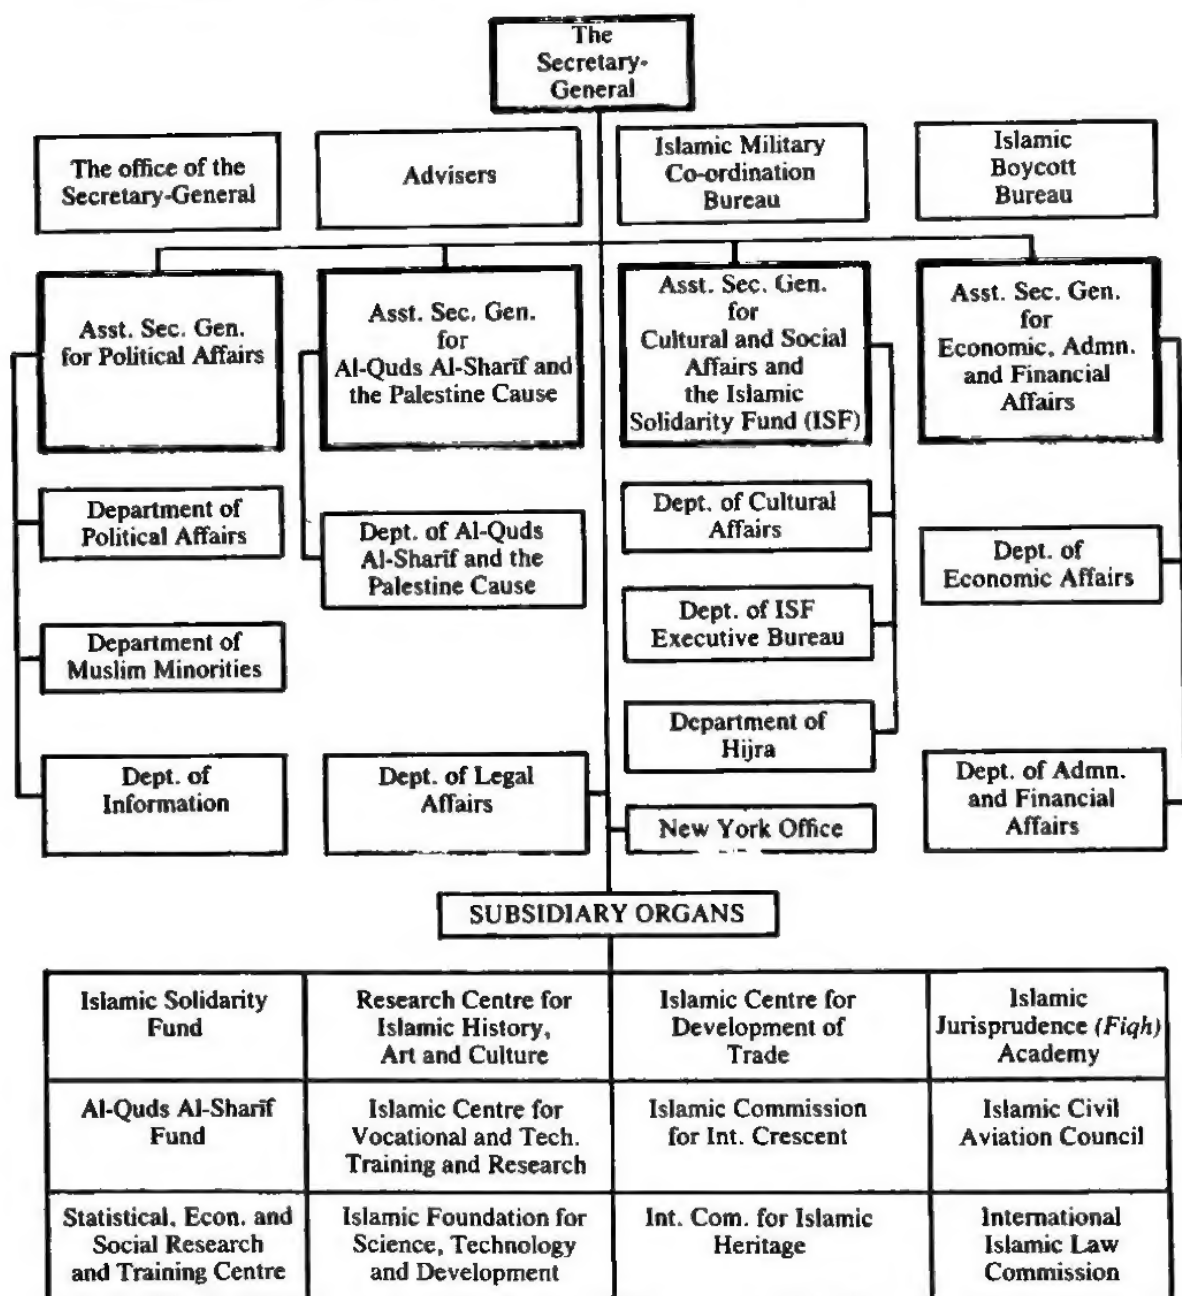 The
Secretary-
General
The office of the
Secretary-General
Advisers
Islamic Military
Co-ordination
Bureau
Islamic
Boycott
Bureau
Asst. Sec. Gen.
for Political Affairs
Asst. Sec. Gen.
for
Al-Quds Al-Sharīf and
the Palestine Cause
Asst. Sec. Gen.
for
Cultural and Social
Affairs and
the Islamic
Solidarity Fund (ISF)
Asst. Sec. Gen.
for
Economic, Admn.
and Financial
Affairs
Department of
Political Affairs
Dept. of Al-Quds
Al-Sharīf and the
Palestine Cause
Dept. of Cultural
Affairs
Dept. of
Economic Affairs
Department of
Muslim Minorities
Dept. of ISF
Executive Bureau
Department of
Hijra
Dept. of
Information
Dept. of Legal
Affairs
New York Office
Dept. of Admn.
and Financial
Affairs
SUBSIDIARY ORGANS
Islamic Solidarity
Fund
Research Centre for
Islamic History,
Art and Culture
Islamic Centre for
Development of
Trade
Islamic
Jurisprudence (Fiqh)
Academy
Al-Quds Al-Sharīf
Fund
Islamic Centre for
Vocational and Tech.
Training and Research
Islamic Commission
for Int. Crescent
Islamic Civil
Aviation Council
Statistical, Econ. and
Social Research
and Training Centre
Islamic Foundation for
Science, Technology
and Development
Int. Com. for Islamic
Heritage
International
Islamic Law
Commission